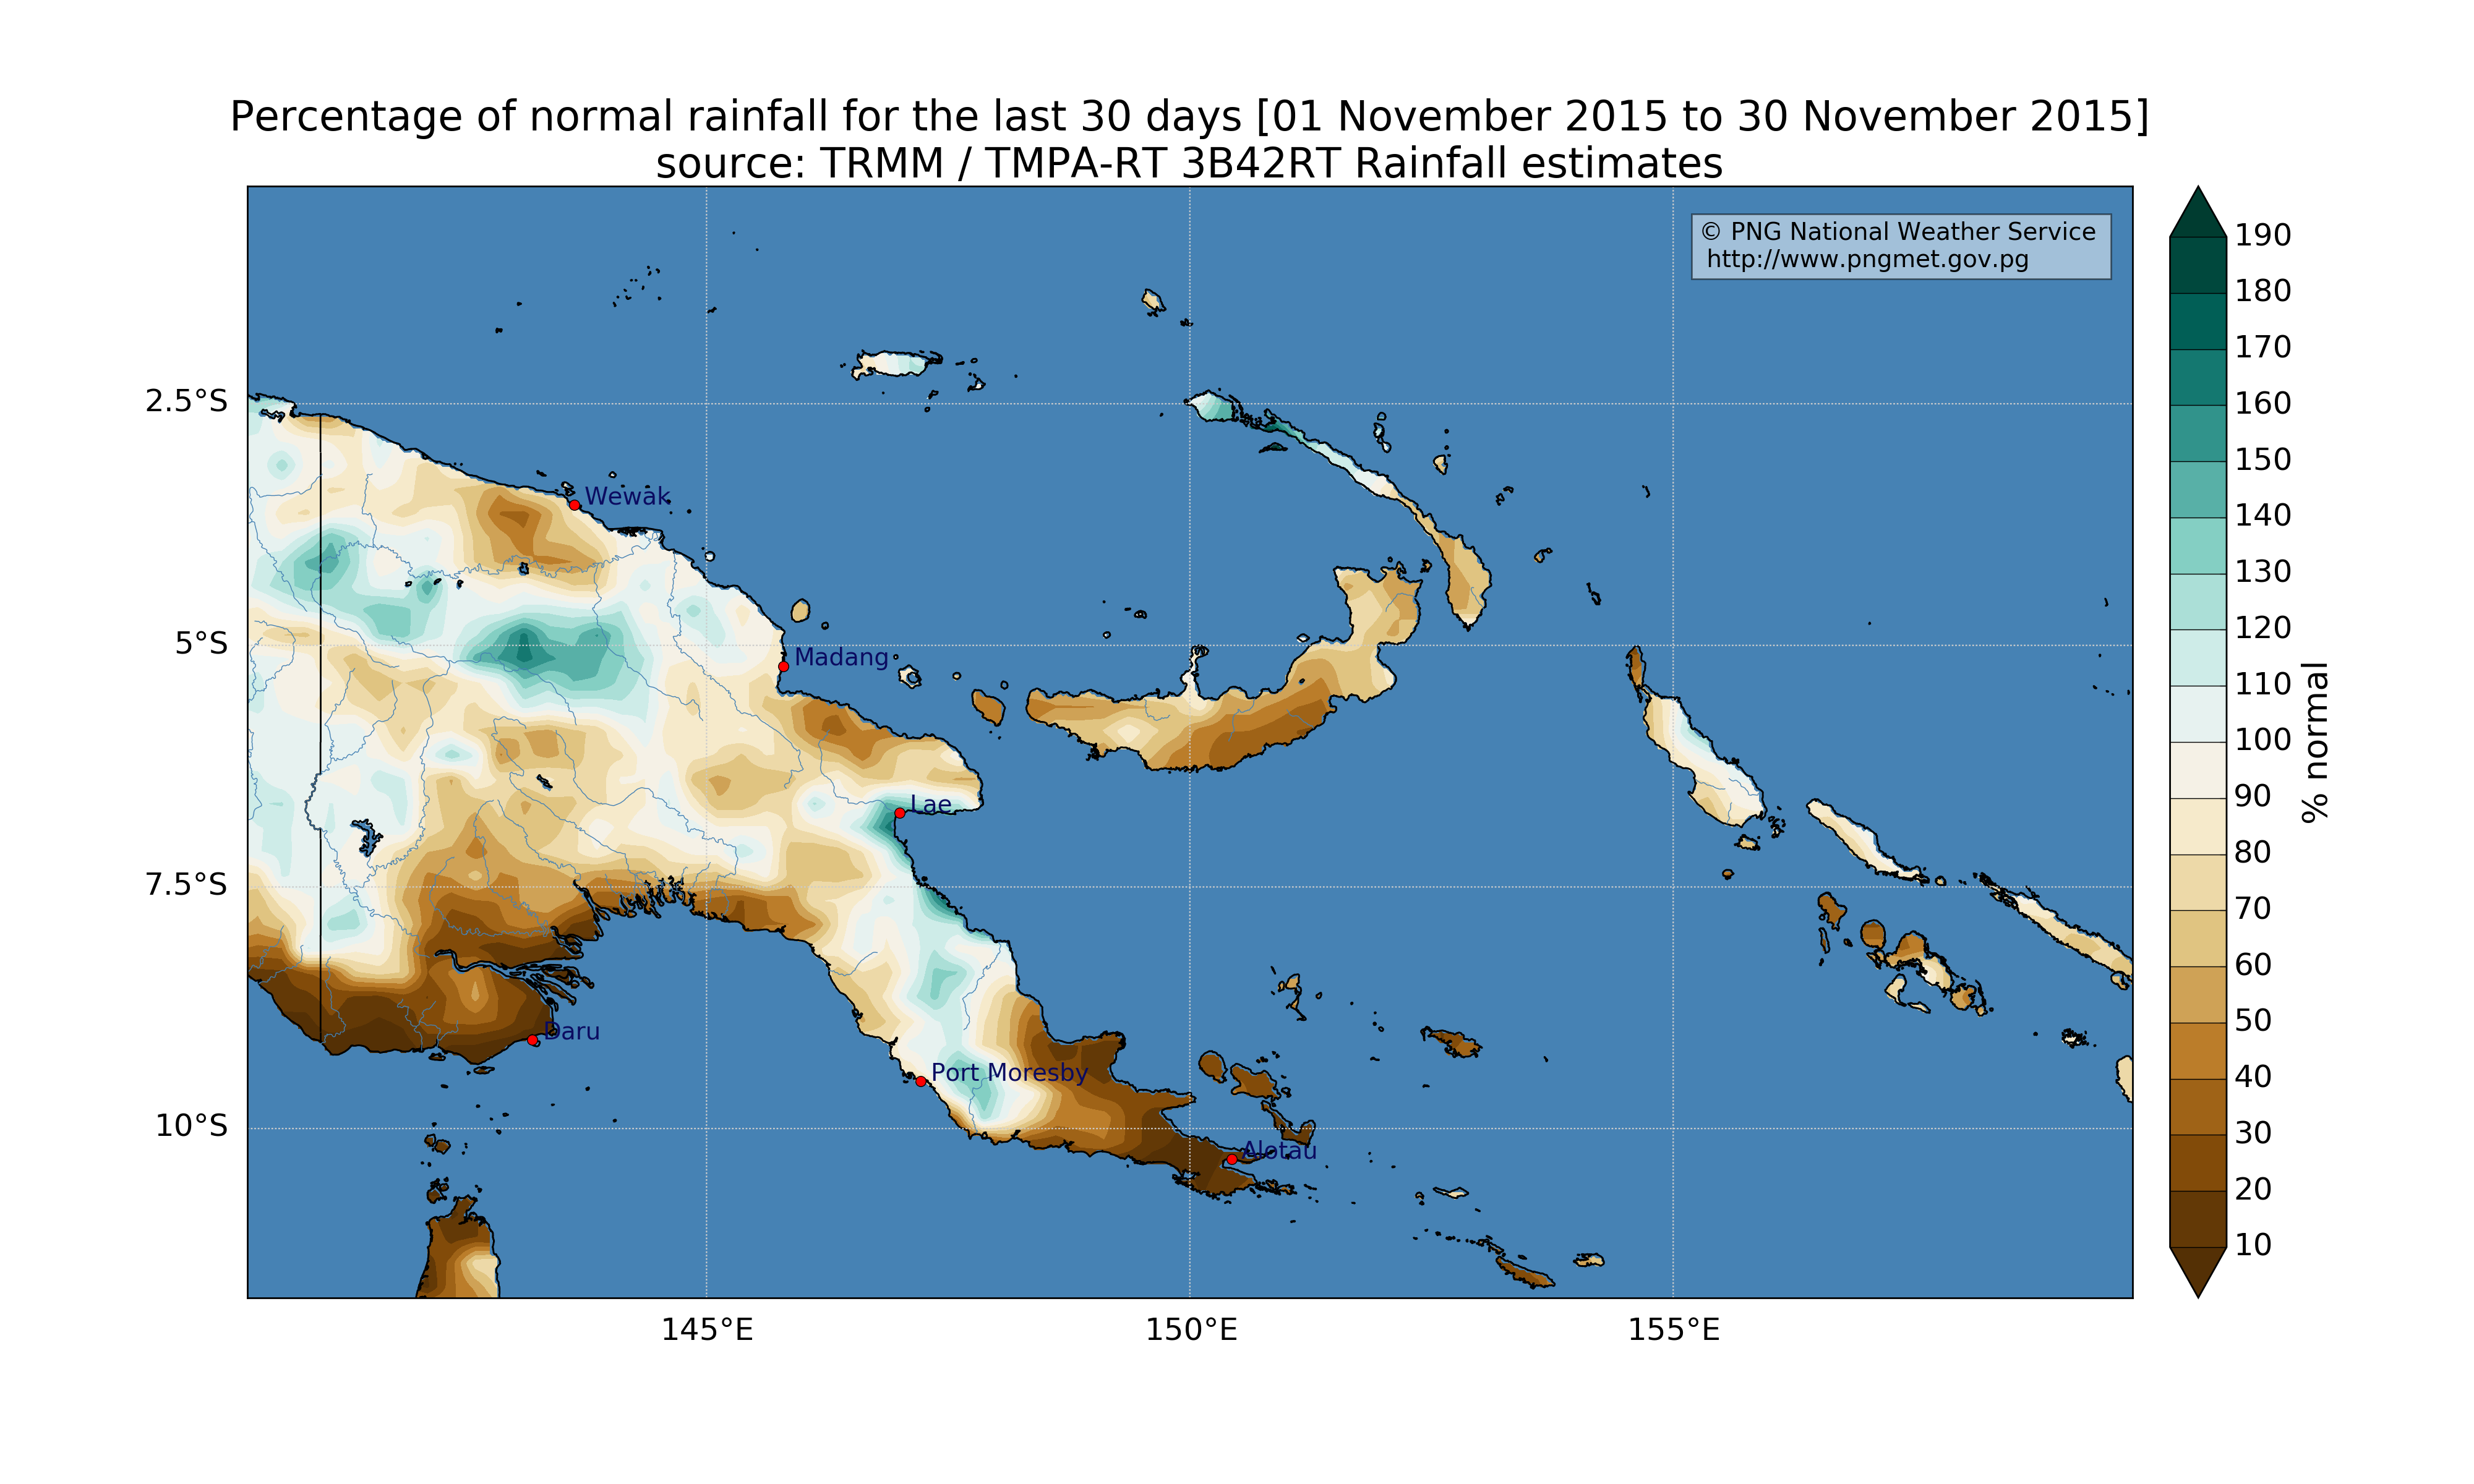 Percentage of normal rainfall for the last 30 days [01 November 2015 to 30 November 2015]
source: TRMM / TMPA-RT 3B42RT Rainfall estimates
© PNG National Weather Service
http://www.pngmet.gov.pg
2.5°S
5°S
7.5°S
10°S
145°E
150°E
155°E
Wewak
Madang
Lae
Daru
Port Moresby
Alotau
190
180
170
160
150
140
130
120
110
100
90
80
70
60
50
40
30
20
10
% normal